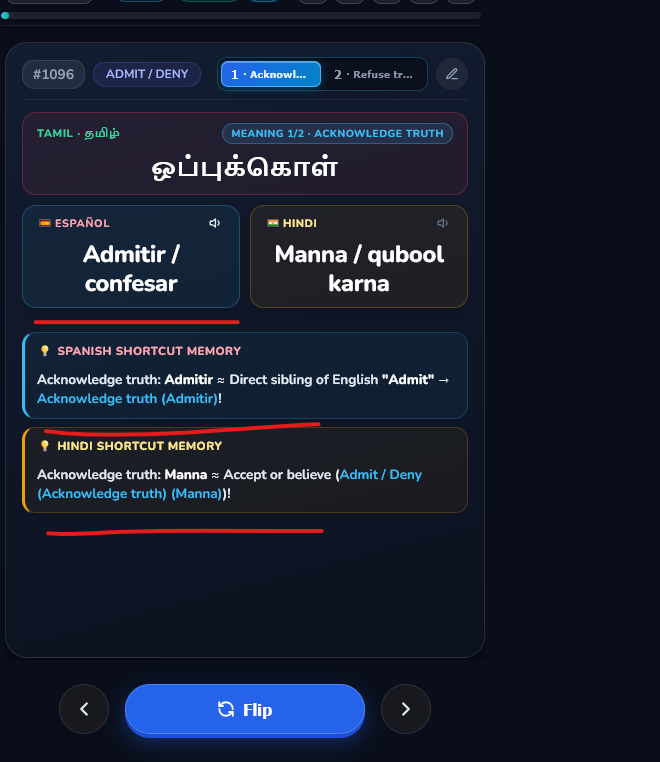 #1096 ADMIT / DENY 1 · Acknowl... 2 · Refuse tr...
TAMIL · தமிழ் MEANING 1/2 · ACKNOWLEDGE TRUTH
ஒப்புக்கொள்
ESPAÑOL
Admitir /
confesar
HINDI
Manna / qubool
karna
SPANISH SHORTCUT MEMORY
Acknowledge truth: Admitir ≈ Direct sibling of English "Admit" →
Acknowledge truth (Admitir)!
HINDI SHORTCUT MEMORY
Acknowledge truth: Manna ≈ Accept or believe (Admit / Deny
(Acknowledge truth) (Manna))!
Flip